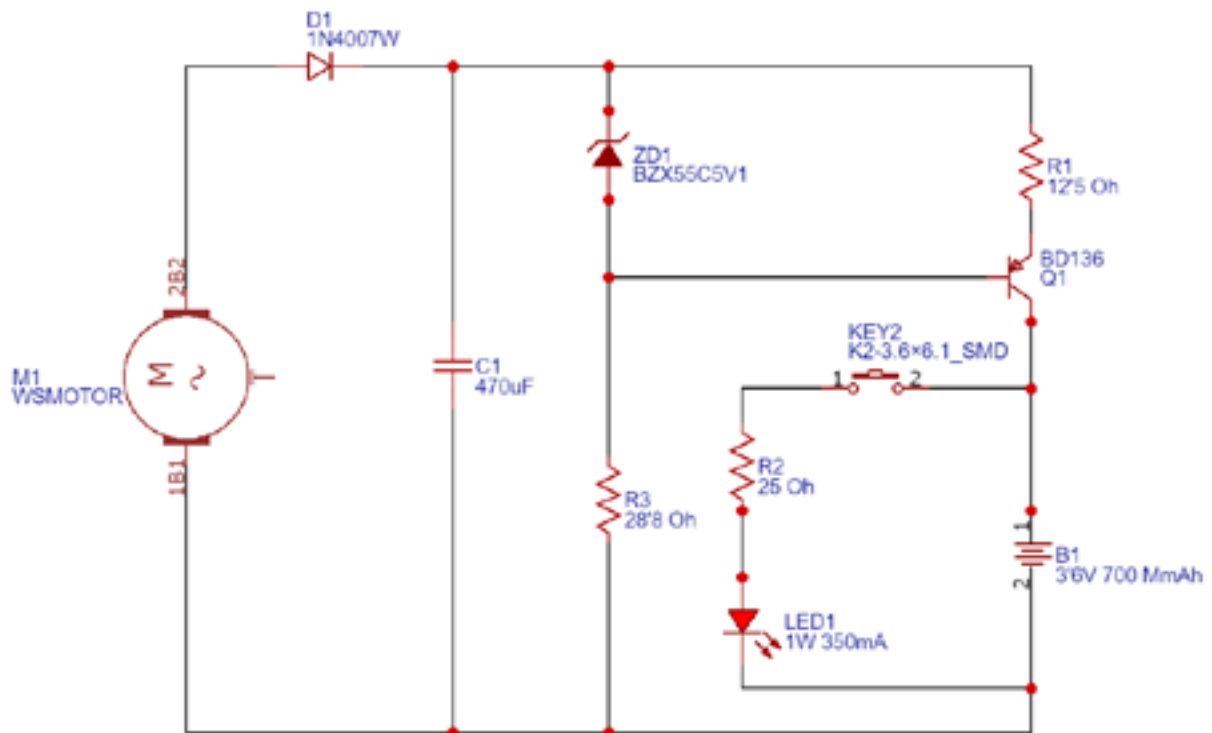 D1
1N4007W
ZD1
BZX55C5V1
R1
12'5 Oh
BD136
Q1
2B2
M
M1
WSMOTOR
1B1
C1
470uF
KEY2
K2-3.6×6.1_SMD
1
2
R2
25 Oh
R3
28'8 Oh
1
B1
3'6V 700 MmAh
2
LED1
1W 350mA